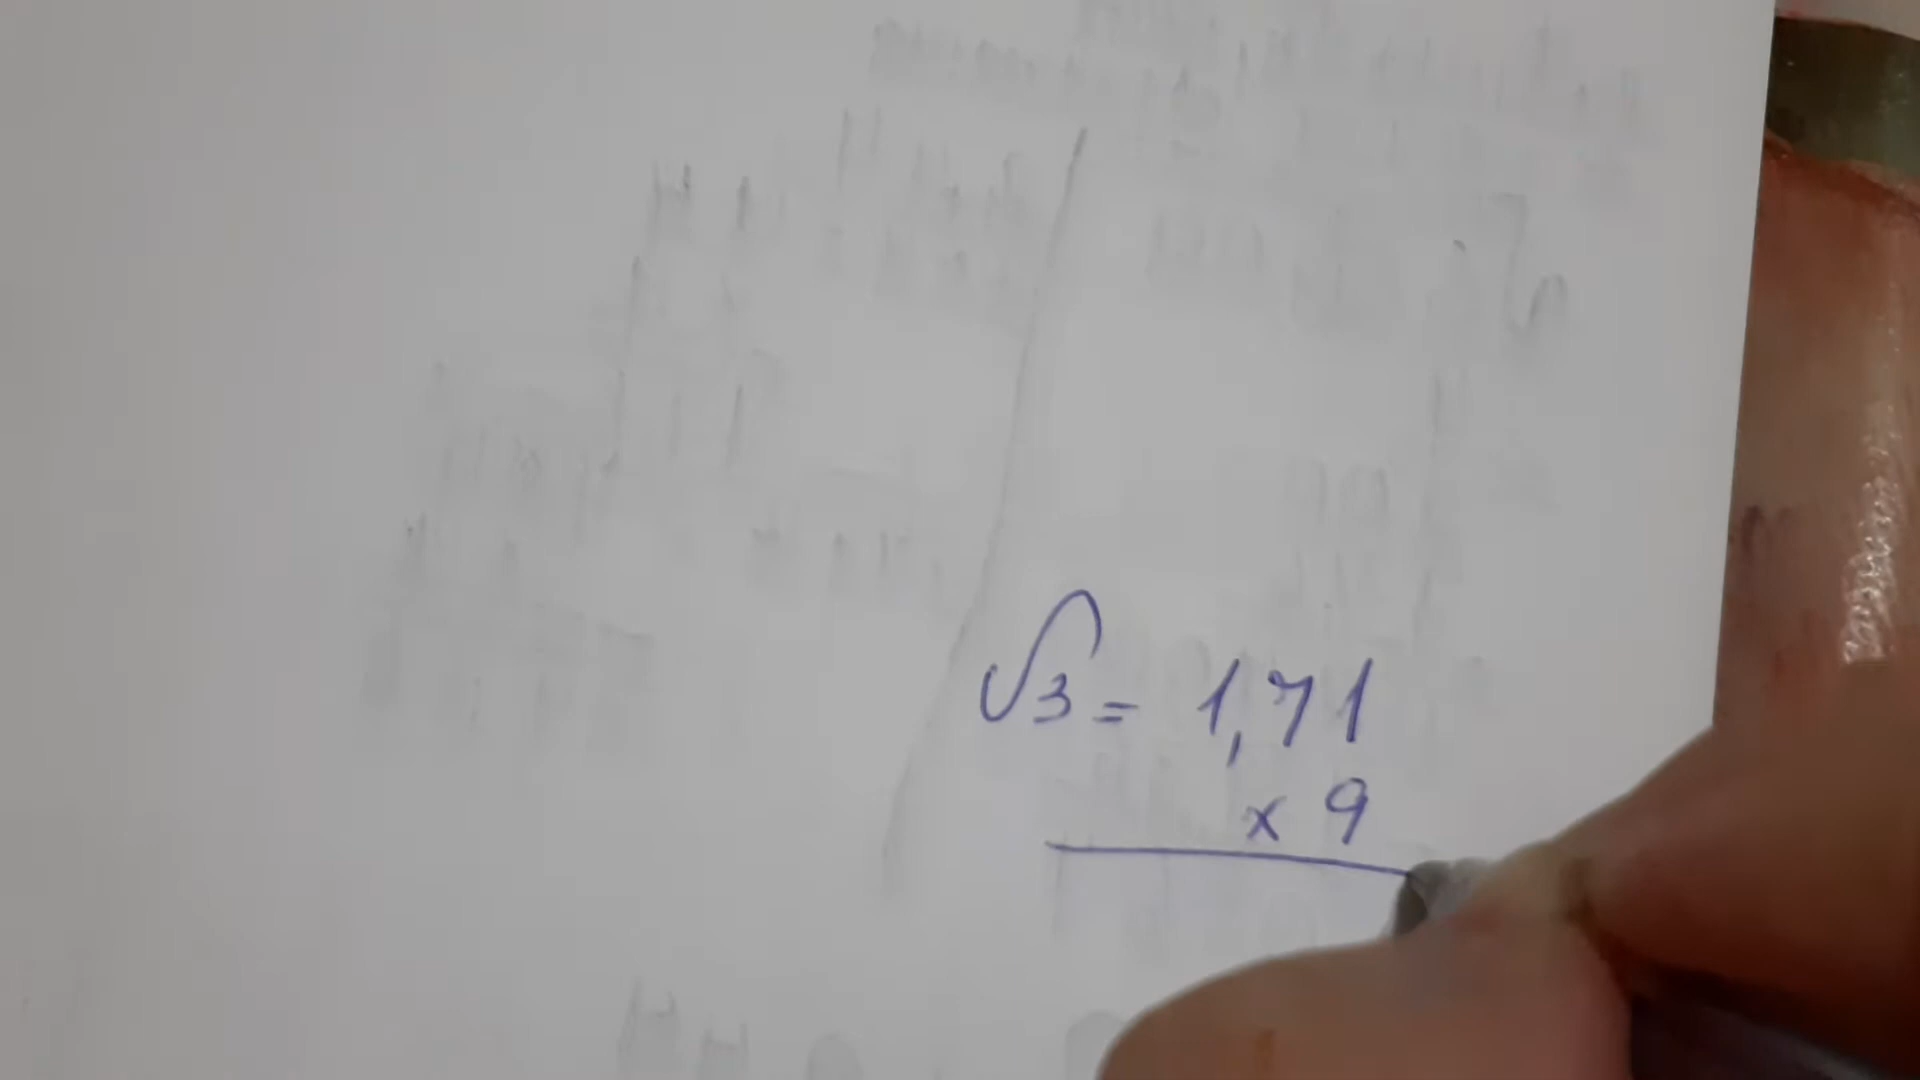 √3 = 1,71
x 9